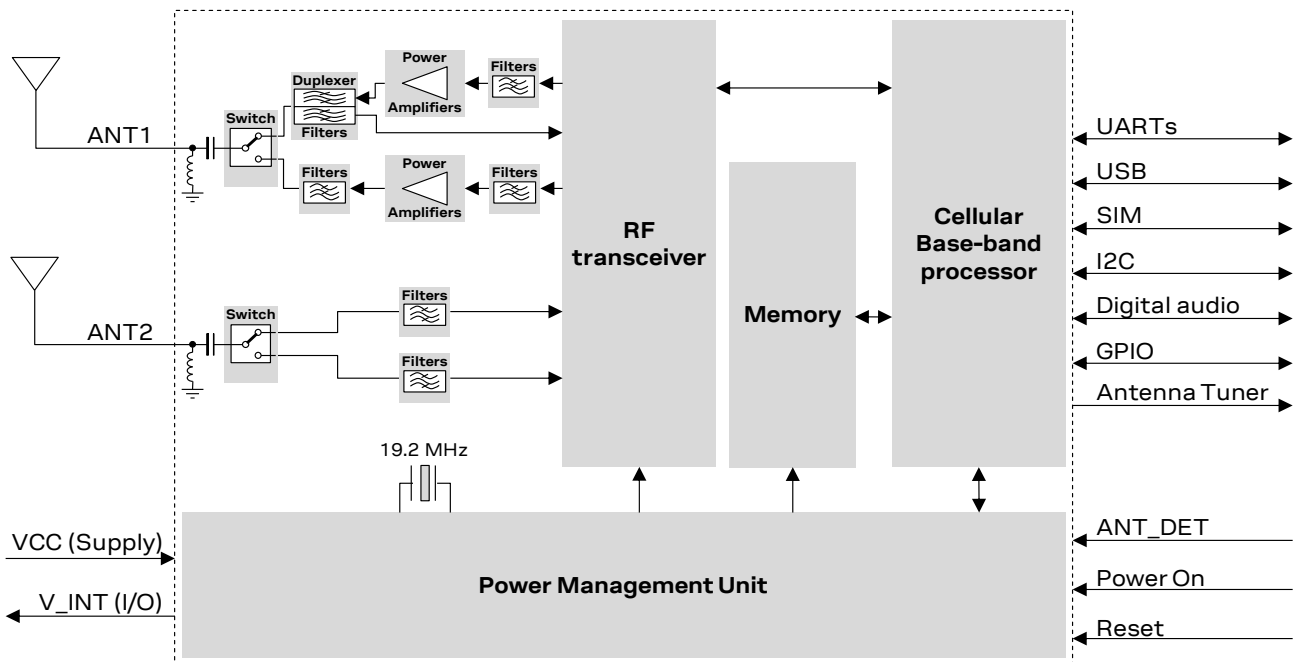 Power
Amplifiers
Filters
Duplexer
Filters
Switch
ANT1
Filters
Power
Amplifiers
Filters
RF
transceiver
Cellular
Base-band
processor
Memory
UARTs
USB
SIM
I2C
Digital audio
GPIO
Antenna Tuner
ANT2
Switch
Filters
Filters
19.2 MHz
VCC (Supply)
V_INT (I/O)
Power Management Unit
ANT_DET
Power On
Reset